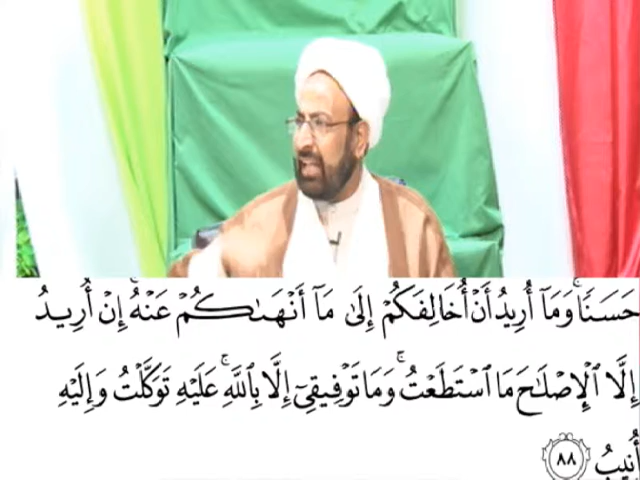 حَسَنًۭا ۚ وَمَآ أُرِيدُ أَنْ أُخَالِفَكُمْ إِلَىٰ مَآ أَنْهَىٰكُمْ عَنْهُ ۚ إِنْ أُرِيدُ
إِلَّا ٱلْإِصْلَٰحَ مَا ٱسْتَطَعْتُ ۚ وَمَا تَوْفِيقِىٓ إِلَّا بِٱللَّهِ ۚ عَلَيْهِ تَوَكَّلْتُ وَإِلَيْهِ
أُنِيبُ ٨٨